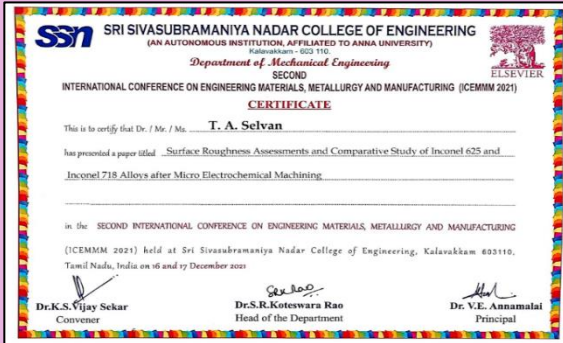 ssn
SRI SIVASUBRAMANIYA NADAR COLLEGE OF ENGINEERING
(AN AUTONOMOUS INSTITUTION, AFFILIATED TO ANNA UNIVERSITY)
Kalavakkam - 603 110.
Department of Mechanical Engineering
ELSEVIER
SECOND
INTERNATIONAL CONFERENCE ON ENGINEERING MATERIALS, METALLURGY AND MANUFACTURING (ICEMMM 2021)
CERTIFICATE
This is to certify that Dr. / Mr. / Ms. T. A. Selvan
has presented a paper titled Surface Roughness Assessments and Comparative Study of Inconel 625 and
Inconel 718 Alloys after Micro Electrochemical Machining
in the SECOND INTERNATIONAL CONFERENCE ON ENGINEERING MATERIALS, METALLURGY AND MANUFACTURING
(ICEMMM 2021) held at Sri Sivasubramaniya Nadar College of Engineering, Kalavakkam 603110,
Tamil Nadu, India on 16 and 17 December 2021
Dr.K.S.Vijay Sekar Dr.S.R.Koteswara Rao Dr. V.E. Annamalai
Convener Head of the Department Principal